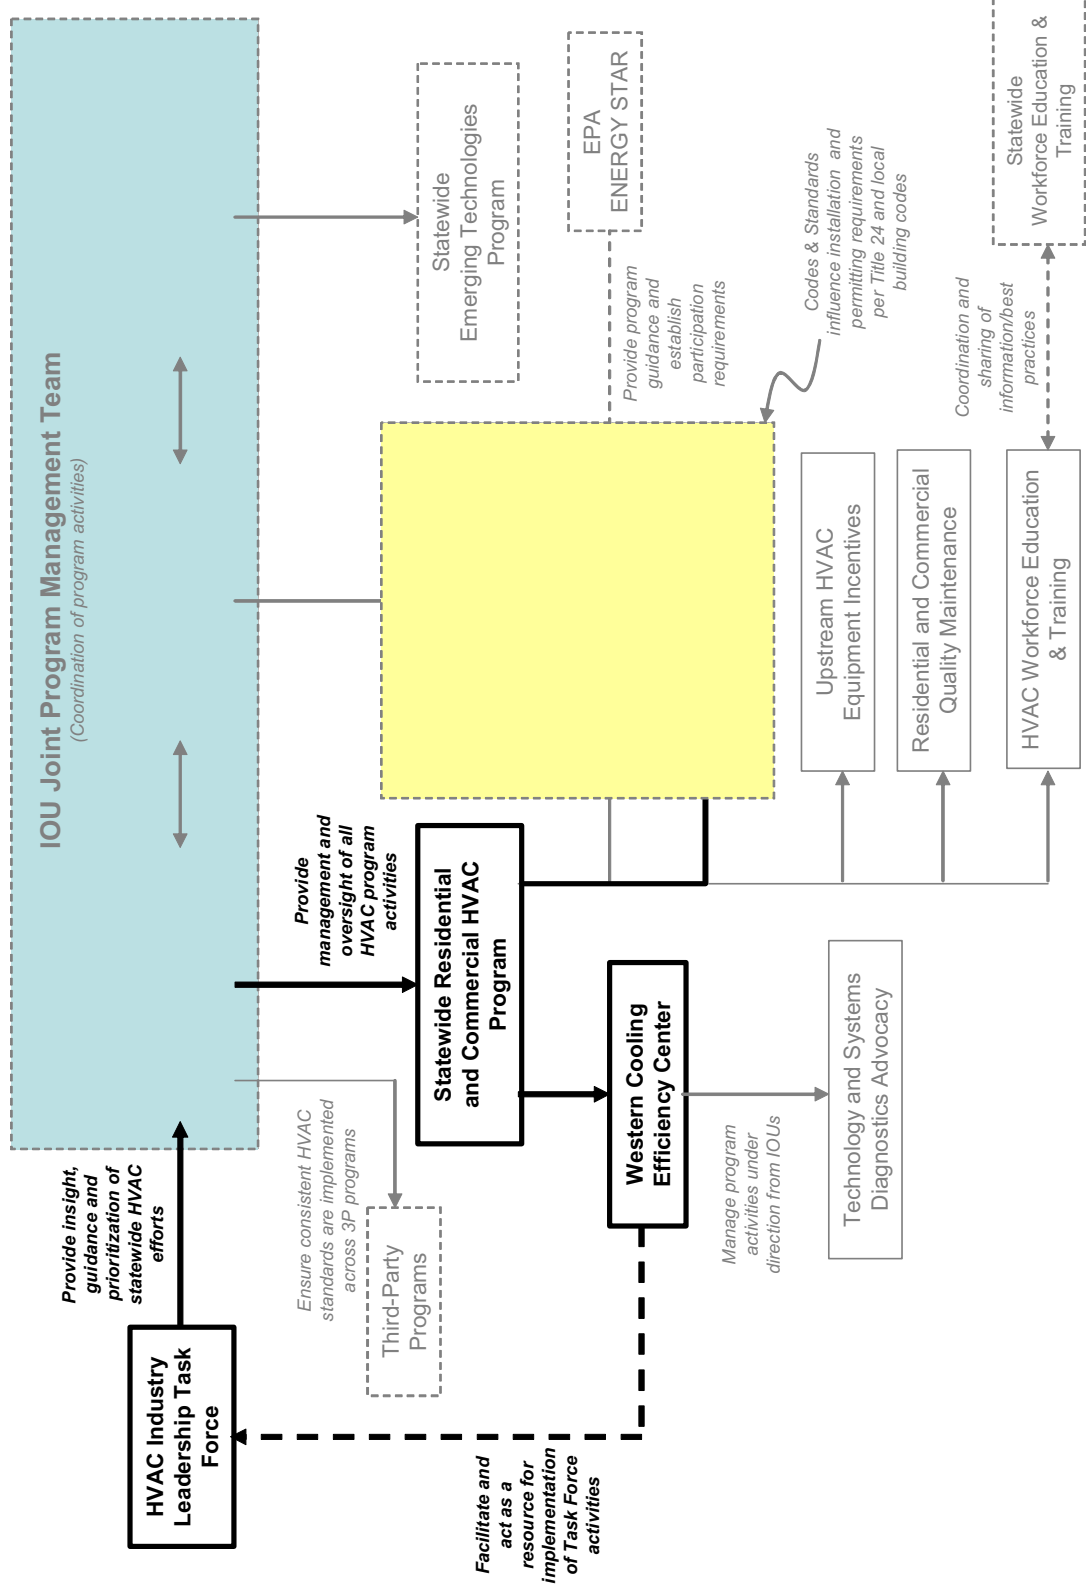 IOU Joint Program Management Team
(Coordination of program activities)
Provide insight,
guidance and
prioritization of
statewide HVAC
efforts
HVAC Industry
Leadership Task
Force
Ensure consistent HVAC
standards are implemented
across 3P programs
Third-Party
Programs
Provide
management and
oversight of all
HVAC program
activities
Statewide Residential
and Commercial HVAC
Program
Statewide
Emerging Technologies
Program
EPA
ENERGY STAR
Provide program
guidance and
establish
participation
requirements
Codes & Standards
influence installation and
permitting requirements
per Title 24 and local
building codes
Facilitate and
act as a
resource for
implementation
of Task Force
activities
Western Cooling
Efficiency Center
Manage program
activities under
direction from IOUs
Technology and Systems
Diagnostics Advocacy
Upstream HVAC
Equipment Incentives
Residential and Commercial
Quality Maintenance
HVAC Workforce Education
& Training
Coordination and
sharing of
information/best
practices
Statewide
Workforce Education &
Training